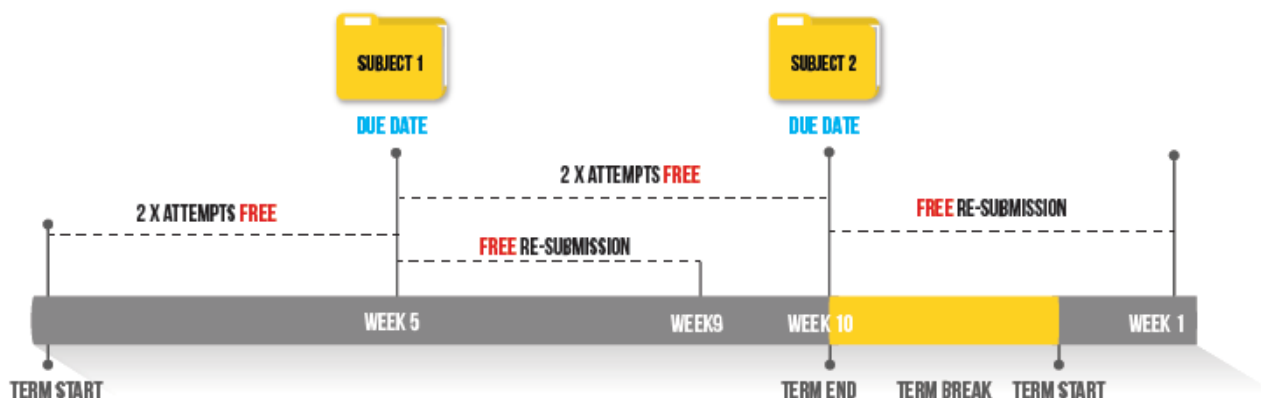 SUBJECT 1
SUBJECT 2
DUE DATE
DUE DATE
2 X ATTEMPTS FREE
2 X ATTEMPTS FREE
FREE RE-SUBMISSION
FREE RE-SUBMISSION
WEEK 5
WEEK9
WEEK 10
WEEK 1
TERM START
TERM END
TERM BREAK
TERM START